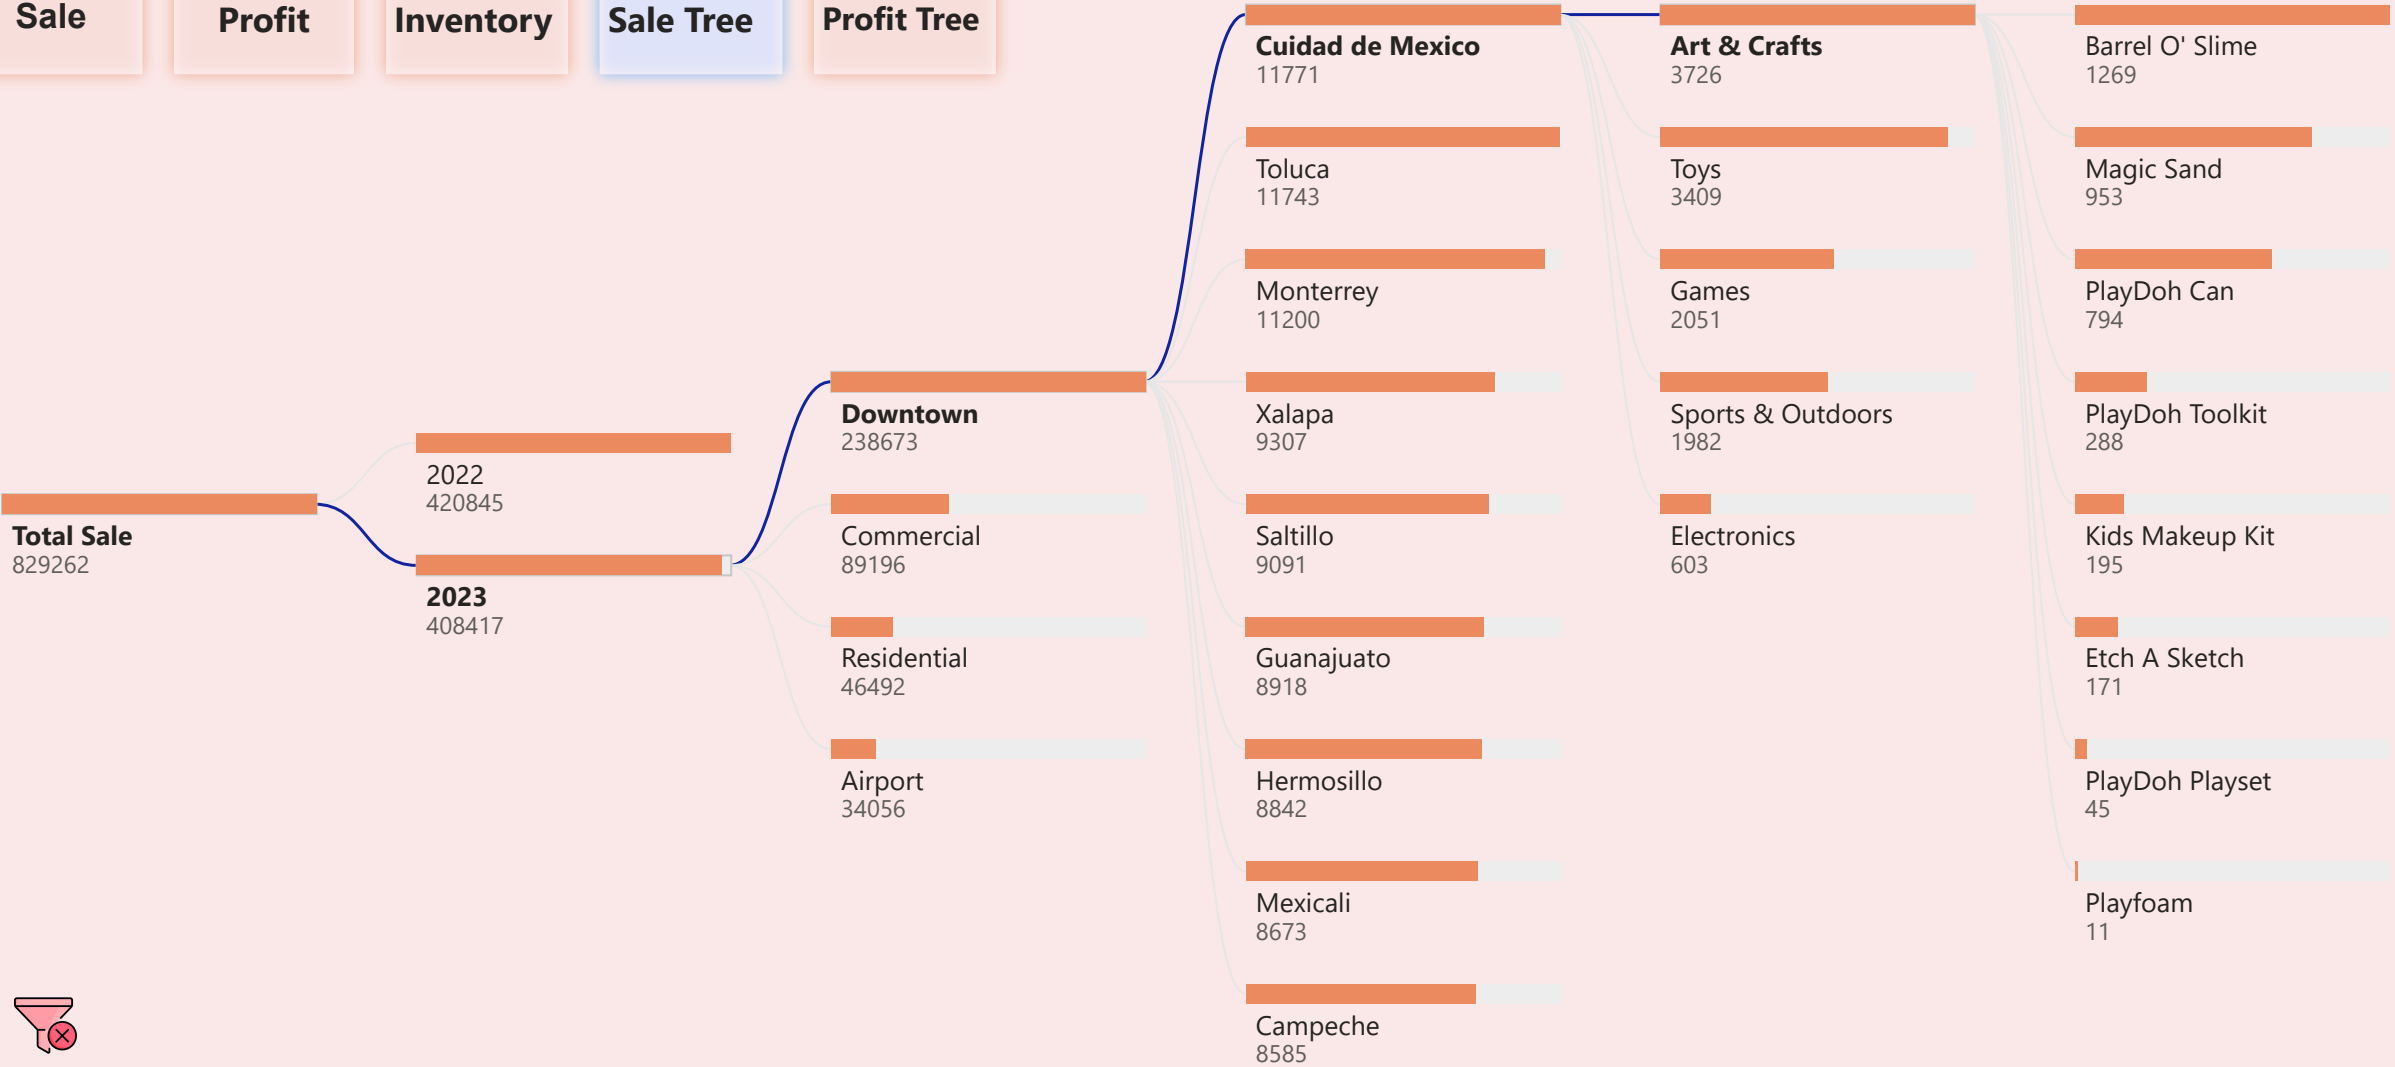 Sale
Profit
Inventory
Sale Tree
Profit Tree
Total Sale
829262
2022
420845
2023
408417
Downtown
238673
Commercial
89196
Residential
46492
Airport
34056
Cuidad de Mexico
11771
Toluca
11743
Monterrey
11200
Xalapa
9307
Saltillo
9091
Guanajuato
8918
Hermosillo
8842
Mexicali
8673
Campeche
8585
Art & Crafts
3726
Toys
3409
Games
2051
Sports & Outdoors
1982
Electronics
603
Barrel O' Slime
1269
Magic Sand
953
PlayDoh Can
794
PlayDoh Toolkit
288
Kids Makeup Kit
195
Etch A Sketch
171
PlayDoh Playset
45
Playfoam
11